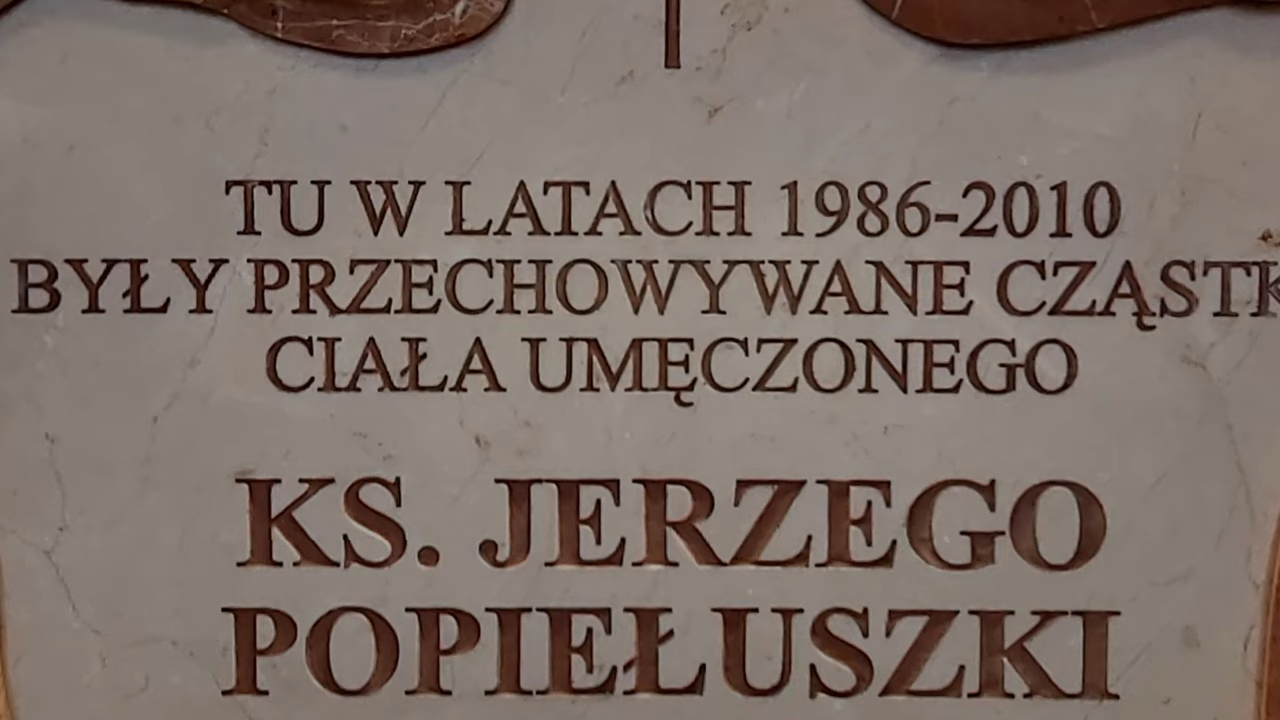 TU W LATACH 1986-2010
BYŁY PRZECHOWYWANE CZĄSTK
CIAŁA UMĘCZONEGO
KS. JERZEGO
POPIEŁUSZKI